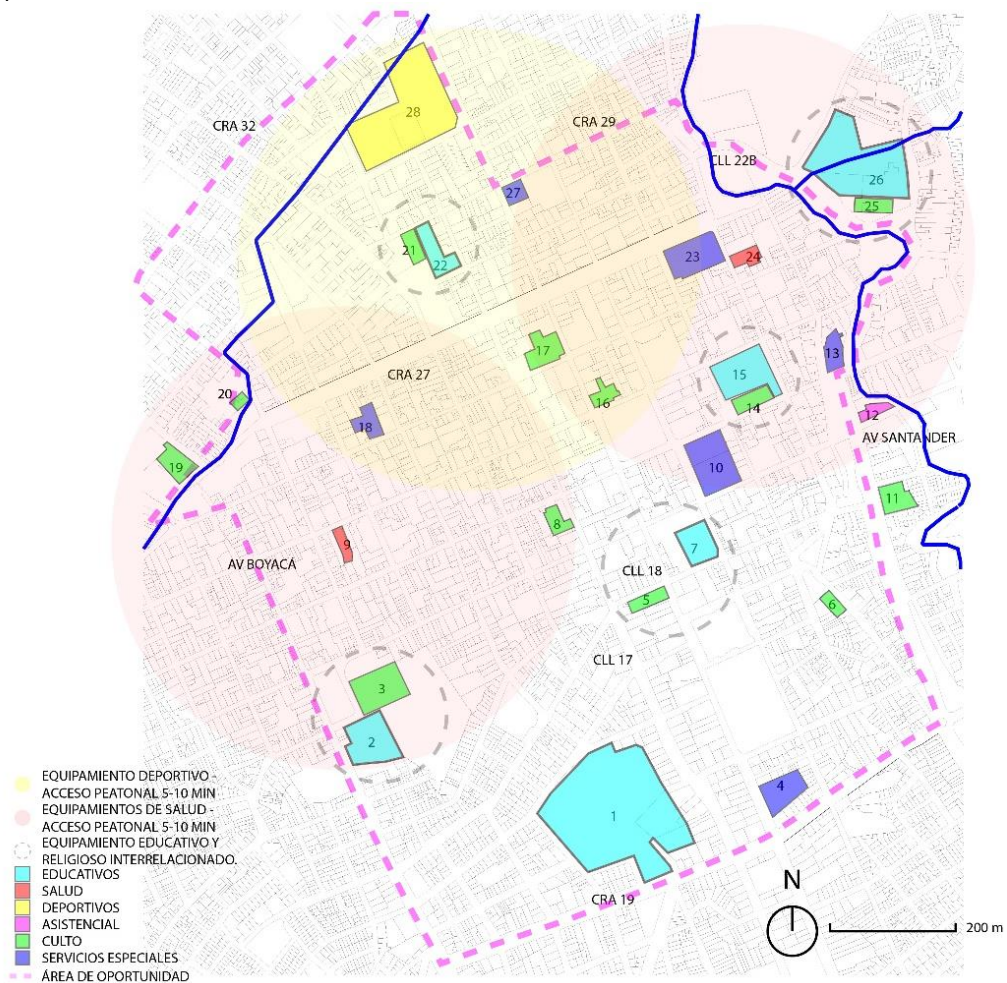 28
CRA 32
CRA 29
CLL 22B
26
27
25
21
22
23
24
17
13
CRA 27
15
20
16
14
12
18
AV SANTANDER
19
10
11
8
9
7
AV BOYACÁ
CLL 18
5
6
CLL 17
3
2
4
1
CRA 19
N
200 m
EQUIPAMIENTO DEPORTIVO -
ACCESO PEATONAL 5-10 MIN
EQUIPAMIENTOS DE SALUD -
ACCESO PEATONAL 5-10 MIN
EQUIPAMIENTO EDUCATIVO Y
RELIGIOSO INTERRELACIONADO.
EDUCATIVOS
SALUD
DEPORTIVOS
ASISTENCIAL
CULTO
SERVICIOS ESPECIALES
ÁREA DE OPORTUNIDAD